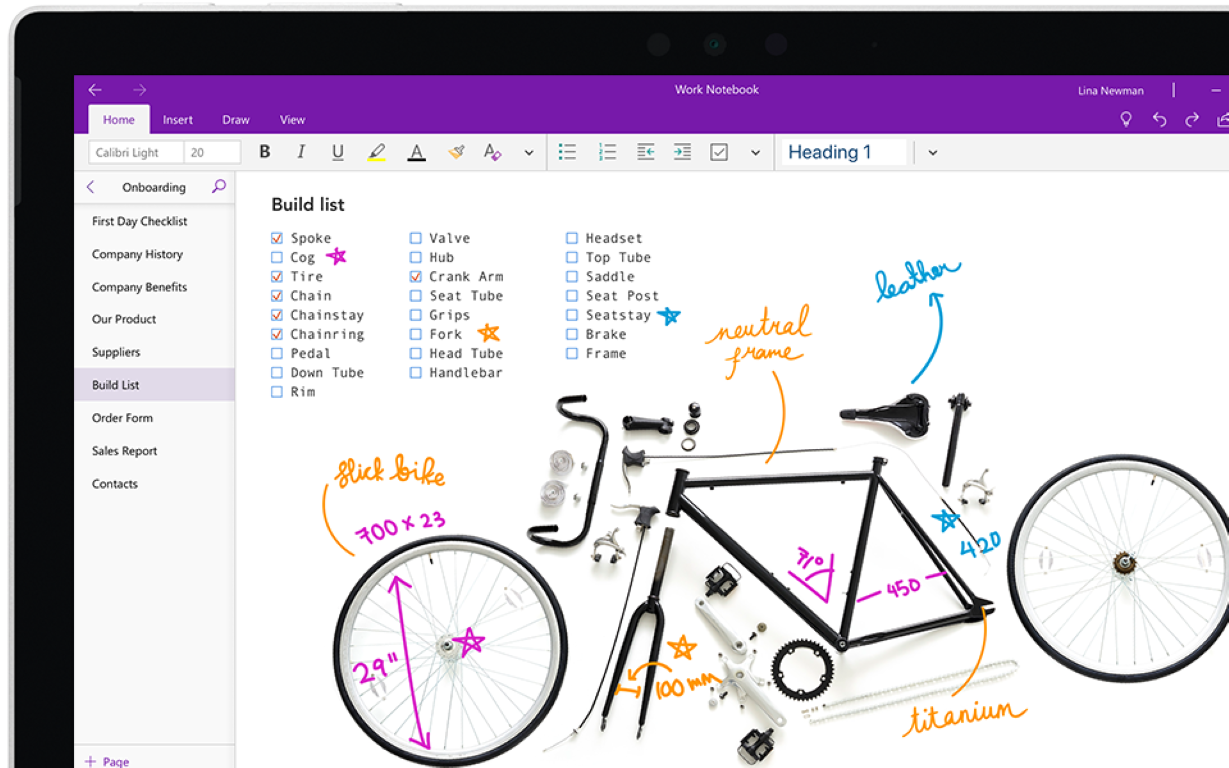 Work Notebook
Lina Newman
Home Insert Draw View
Calibri Light 20 B I U A A Heading 1
Onboarding
First Day Checklist
Company History
Company Benefits
Our Product
Suppliers
Build List
Order Form
Sales Report
Contacts
+ Page
Build list
Spoke
Cog
Tire
Chain
Chainstay
Chainring
Pedal
Down Tube
Rim
Valve
Hub
Crank Arm
Seat Tube
Grips
Fork
Head Tube
Handlebar
Headset
Top Tube
Saddle
Seat Post
Seatstay
Brake
Frame
leather
neutral
frame
slick bike
700 x 23
29"
71°
450
420
100 mm
titanium